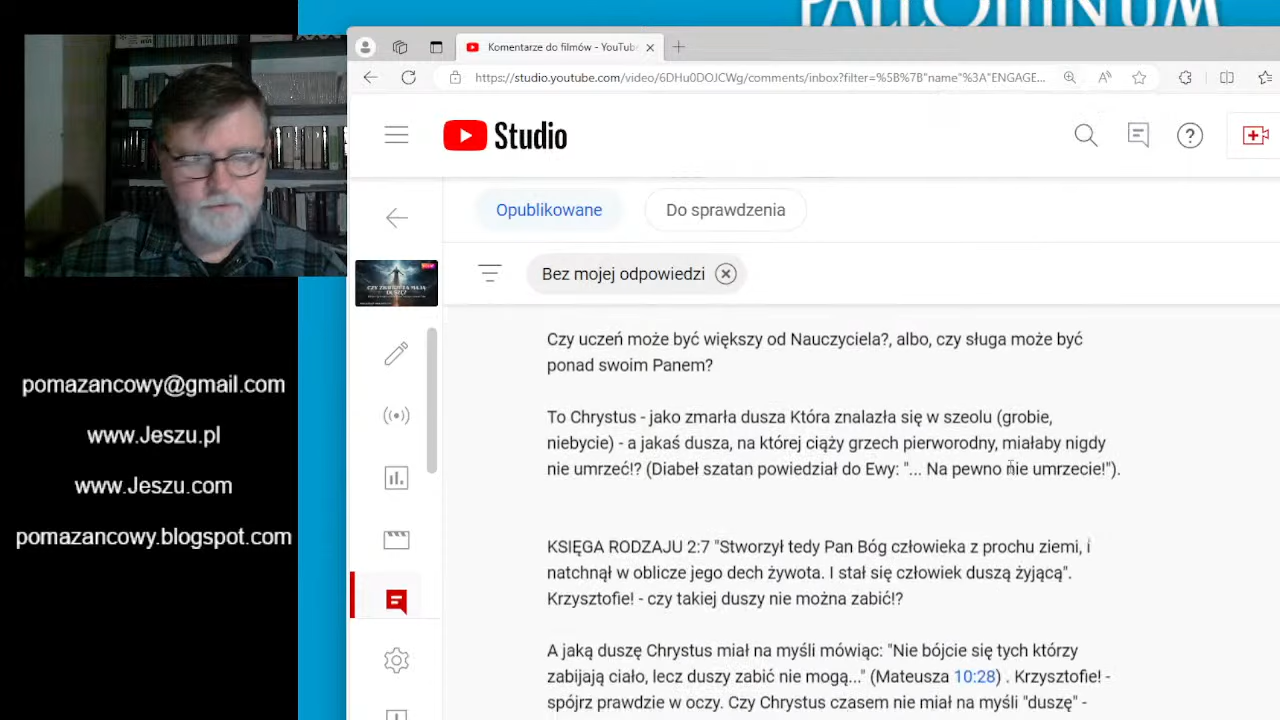 PALLOTTINUM
Komentarze do filmów - YouTube
https://studio.youtube.com/video/6DHu0DOJCWg/comments/inbox?filter=%5B%7B"name"%3A"ENGAGE...
Studio
Opublikowane
Do sprawdzenia
Bez mojej odpowiedzi
pomazancowy@gmail.com
www.Jeszu.pl
www.Jeszu.com
pomazancowy.blogspot.com
Czy uczeń może być większy od Nauczyciela?, albo, czy sługa może być
ponad swoim Panem?
To Chrystus - jako zmarła dusza Która znalazła się w szeolu (grobie,
niebycie) - a jakaś dusza, na której ciąży grzech pierworodny, miałaby nigdy
nie umrzeć!? (Diabeł szatan powiedział do Ewy: "... Na pewno nie umrzecie!").
KSIĘGA RODZAJU 2:7 "Stworzył tedy Pan Bóg człowieka z prochu ziemi, i
natchnął w oblicze jego dech żywota. I stał się człowiek duszą żyjącą".
Krzysztofie! - czy takiej duszy nie można zabić!?
A jaką duszę Chrystus miał na myśli mówiąc: "Nie bójcie się tych którzy
zabijają ciało, lecz duszy zabić nie mogą..." (Mateusza 10:28) . Krzysztofie! -
spójrz prawdzie w oczy. Czy Chrystus czasem nie miał na myśli "duszę" -